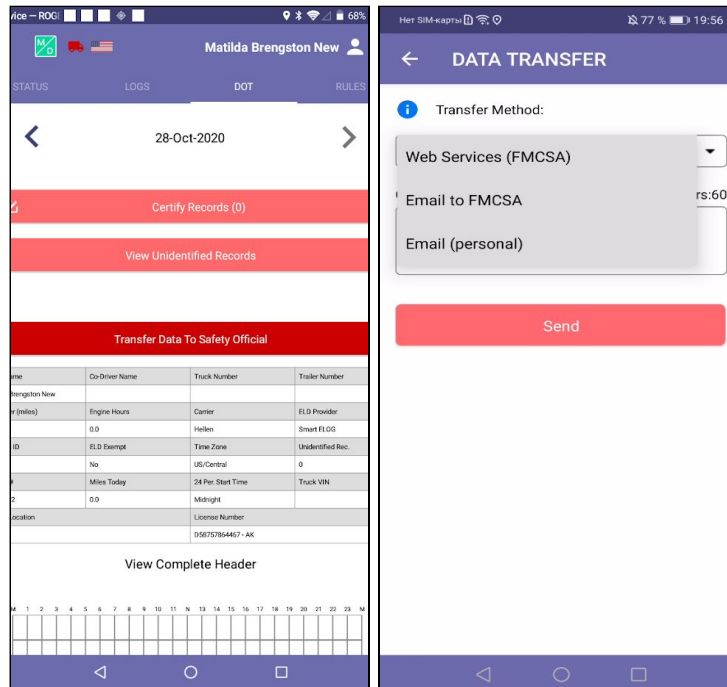 vice – ROG
68%
M/D
Matilda Brengston New
STATUS LOGS DOT RULES
28-Oct-2020
Certify Records (0)
View Unidentified Records
Transfer Data To Safety Official
ame Co-Driver Name Truck Number Trailer Number
Brengston New
er (miles) Engine Hours Carrier ELD Provider
0.0 Hellen Smart ELOG
ID ELD Exempt Time Zone Unidentified Rec.
No US/Central 0
# Miles Today 24 Per. Start Time Truck VIN
2 0.0 Midnight
ocation License Number
D58757864467 - AK
View Complete Header
M 1 2 3 4 5 6 7 8 9 10 11 N 13 14 15 16 17 18 19 20 21 22 23 M
Нет SIM-карты 77 % 19:56
DATA TRANSFER
Transfer Method:
Web Services (FMCSA)
rs:60
Email to FMCSA
Email (personal)
Send